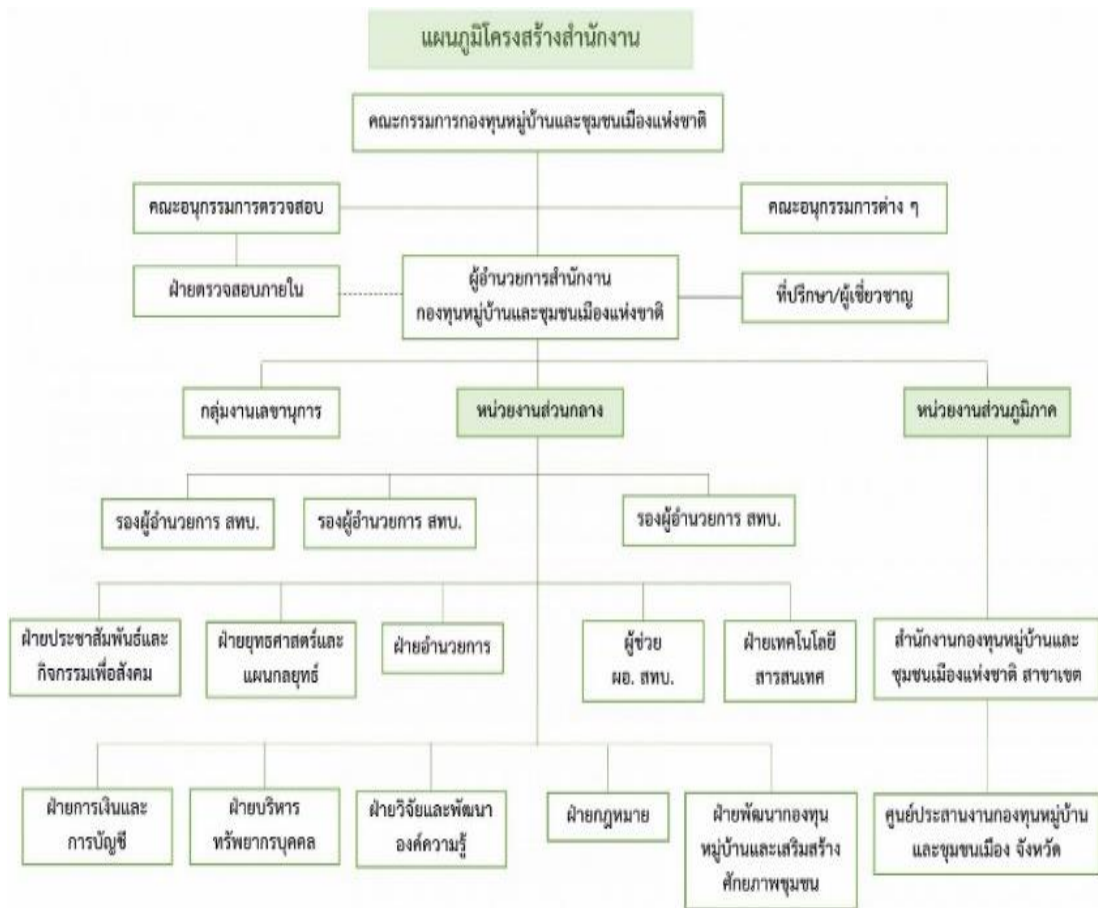 แผนภูมิโครงสร้างสำนักงาน
คณะกรรมการกองทุนหมู่บ้านและชุมชนเมืองแห่งชาติ
คณะอนุกรรมการตรวจสอบ
คณะอนุกรรมการต่าง ๆ
ฝ่ายตรวจสอบภายใน
ผู้อำนวยการสำนักงาน
กองทุนหมู่บ้านและชุมชนเมืองแห่งชาติ
ที่ปรึกษา/ผู้เชี่ยวชาญ
กลุ่มงานเลขานุการ
หน่วยงานส่วนกลาง
หน่วยงานส่วนภูมิภาค
รองผู้อำนวยการ สทบ.
รองผู้อำนวยการ สทบ.
รองผู้อำนวยการ สทบ.
ฝ่ายประชาสัมพันธ์และ
กิจกรรมเพื่อสังคม
ฝ่ายยุทธศาสตร์และ
แผนกลยุทธ์
ฝ่ายอำนวยการ
ผู้ช่วย
ผอ. สทบ.
ฝ่ายเทคโนโลยี
สารสนเทศ
สำนักงานกองทุนหมู่บ้านและ
ชุมชนเมืองแห่งชาติ สาขาเขต
ฝ่ายการเงินและ
การบัญชี
ฝ่ายบริหาร
ทรัพยากรบุคคล
ฝ่ายวิจัยและพัฒนา
องค์ความรู้
ฝ่ายกฎหมาย
ฝ่ายพัฒนากองทุน
หมู่บ้านและเสริมสร้าง
ศักยภาพชุมชน
ศูนย์ประสานงานกองทุนหมู่บ้าน
และชุมชนเมือง จังหวัด